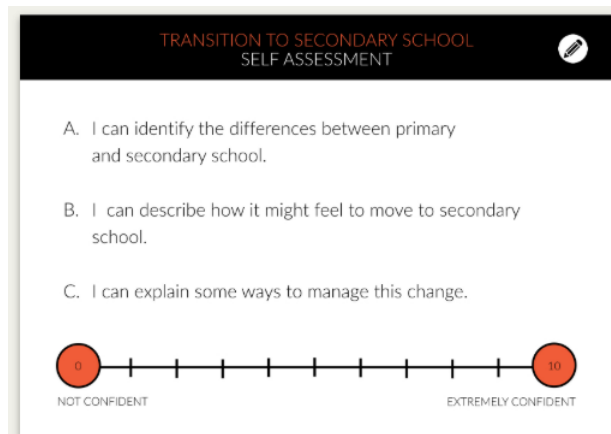 TRANSITION TO SECONDARY SCHOOL
SELF ASSESSMENT
A. I can identify the differences between primary
and secondary school.
B. I can describe how it might feel to move to secondary
school.
C. I can explain some ways to manage this change.
0 10
NOT CONFIDENT EXTREMELY CONFIDENT